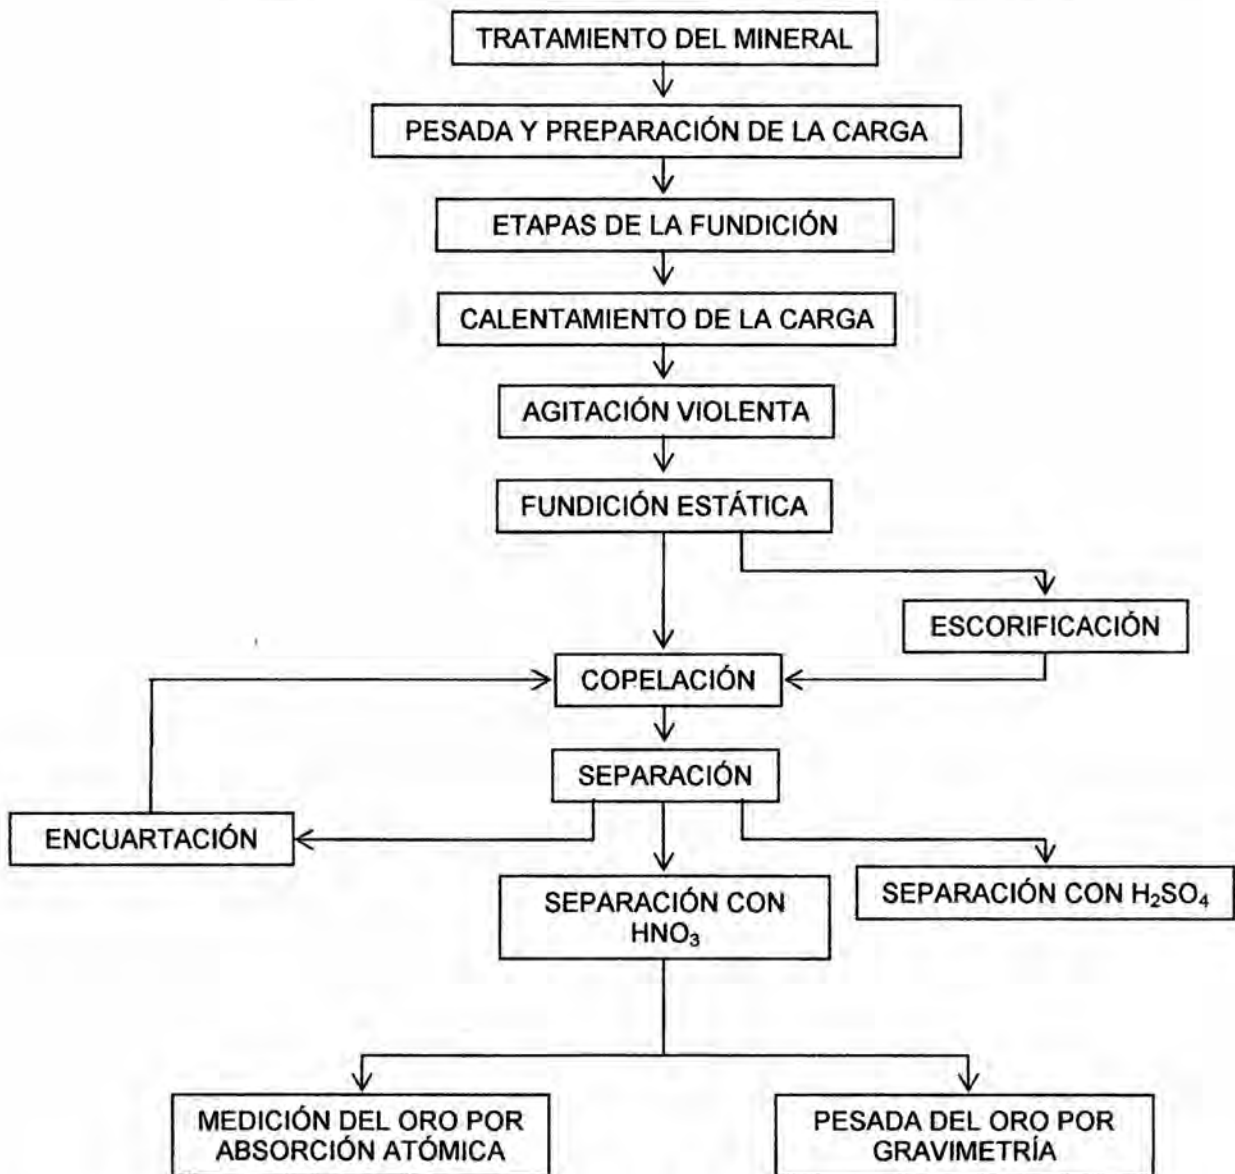 TRATAMIENTO DEL MINERAL
PESADA Y PREPARACIÓN DE LA CARGA
ETAPAS DE LA FUNDICIÓN
CALENTAMIENTO DE LA CARGA
AGITACIÓN VIOLENTA
FUNDICIÓN ESTÁTICA
ESCORIFICACIÓN
COPELACIÓN
SEPARACIÓN
ENCUARTACIÓN
SEPARACIÓN CON
HNO₃
SEPARACIÓN CON H₂SO₄
MEDICIÓN DEL ORO POR
ABSORCIÓN ATÓMICA
PESADA DEL ORO POR
GRAVIMETRÍA